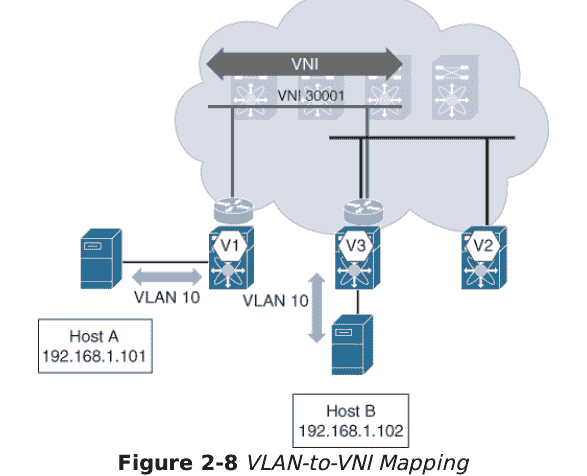 VNI
VNI 30001
V1
V3
V2
VLAN 10
VLAN 10
Host A
192.168.1.101
Host B
192.168.1.102
Figure 2-8 VLAN-to-VNI Mapping